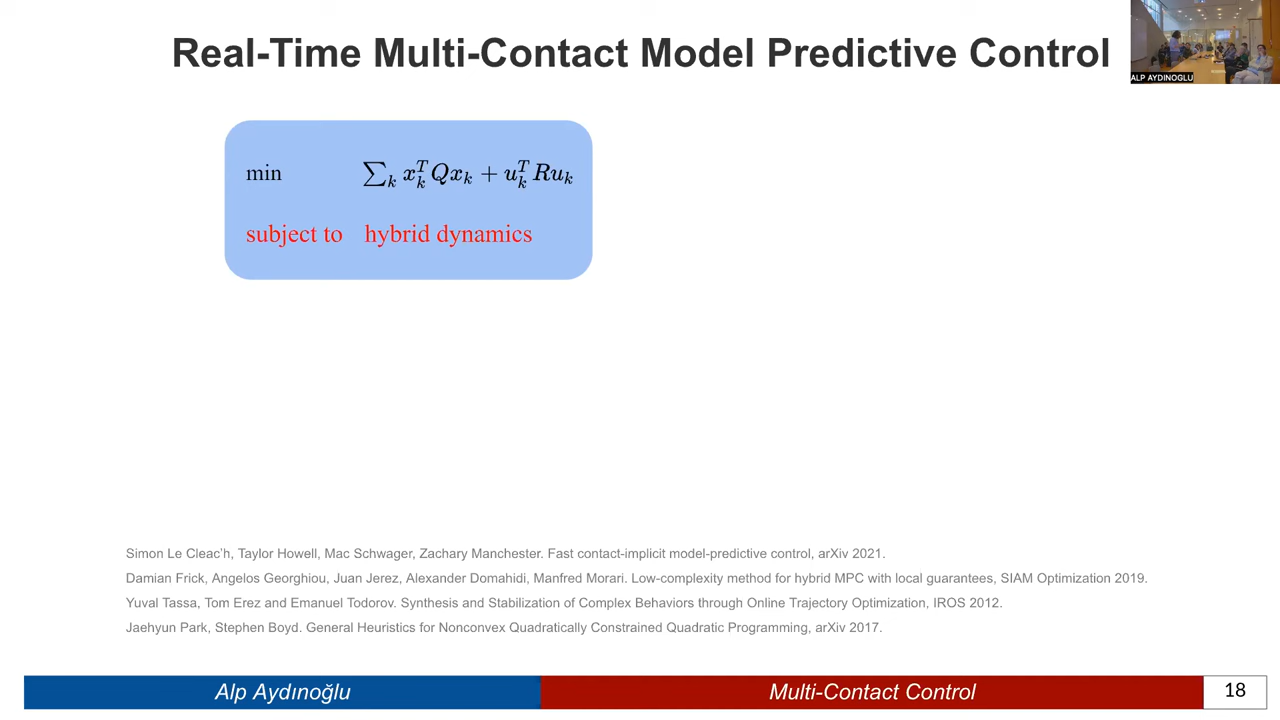 Real-Time Multi-Contact Model Predictive Control
ALP AYDINOGLU
min ∑_k x_k^T Q x_k + u_k^T R u_k
subject to hybrid dynamics
Simon Le Cleac'h, Taylor Howell, Mac Schwager, Zachary Manchester. Fast contact-implicit model-predictive control, arXiv 2021.
Damian Frick, Angelos Georghiou, Juan Jerez, Alexander Domahidi, Manfred Morari. Low-complexity method for hybrid MPC with local guarantees, SIAM Optimization 2019.
Yuval Tassa, Tom Erez and Emanuel Todorov. Synthesis and Stabilization of Complex Behaviors through Online Trajectory Optimization, IROS 2012.
Jaehyun Park, Stephen Boyd. General Heuristics for Nonconvex Quadratically Constrained Quadratic Programming, arXiv 2017.
Alp Aydınoğlu
Multi-Contact Control
18